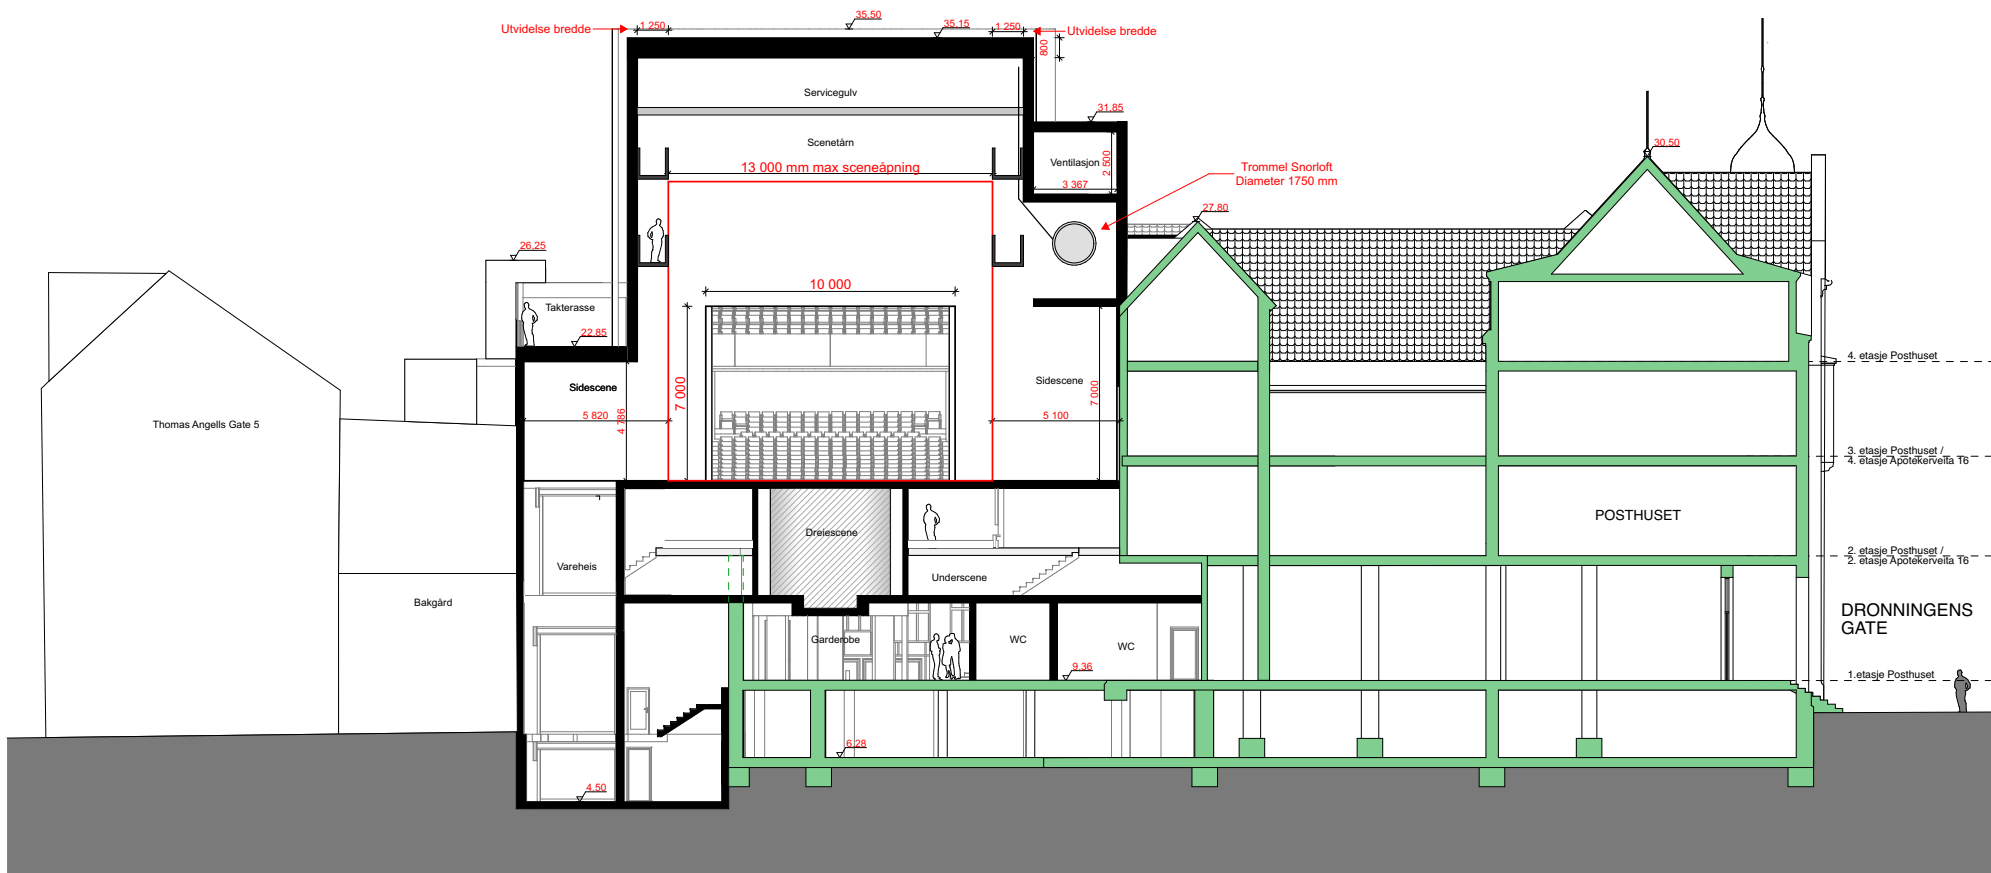 35.50
1 250
35.15
1 250
Utvidelse bredde
Utvidelse bredde
800
Servicegulv
31.85
Scenetårn
30.50
13 000 mm max sceneåpning
Ventilasjon
2 500
Trommel Snorloft
Diameter 1750 mm
3 367
27.80
26.25
10 000
Takterasse
22.85
4. etasje Posthuset
Sidescene
Sidescene
7 000
7 000
5 820
4 786
5 100
Thomas Angells Gate 5
3. etasje Posthuset /
4. etasje Apotekerveita 16
POSTHUSET
Dreiescene
2. etasje Posthuset /
2. etasje Apotekerveita 16
Vareheis
Underscene
Bakgård
DRONNINGENS
GATE
Garderobe
WC
WC
9.36
1.etasje Posthuset
6.28
4.50